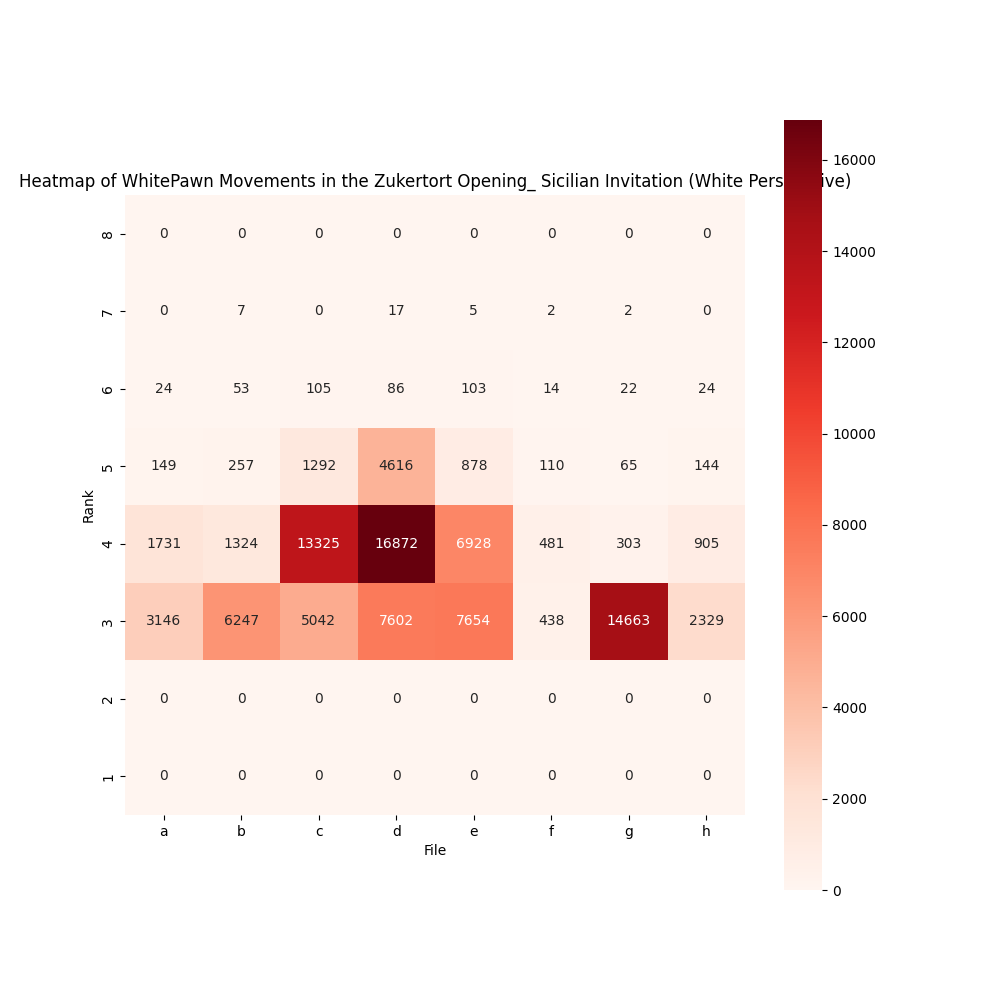 Heatmap of WhitePawn Movements in the Zukertort Opening_ Sicilian Invitation (White Pers ive)
16000
14000
12000
10000
8000
6000
4000
2000
0
Rank
8 0 0 0 0 0 0 0 0
7 0 7 0 17 5 2 2 0
6 24 53 105 86 103 14 22 24
5 149 257 1292 4616 878 110 65 144
4 1731 1324 13325 16872 6928 481 303 905
3 3146 6247 5042 7602 7654 438 14663 2329
2 0 0 0 0 0 0 0 0
1 0 0 0 0 0 0 0 0
a b c d e f g h
File